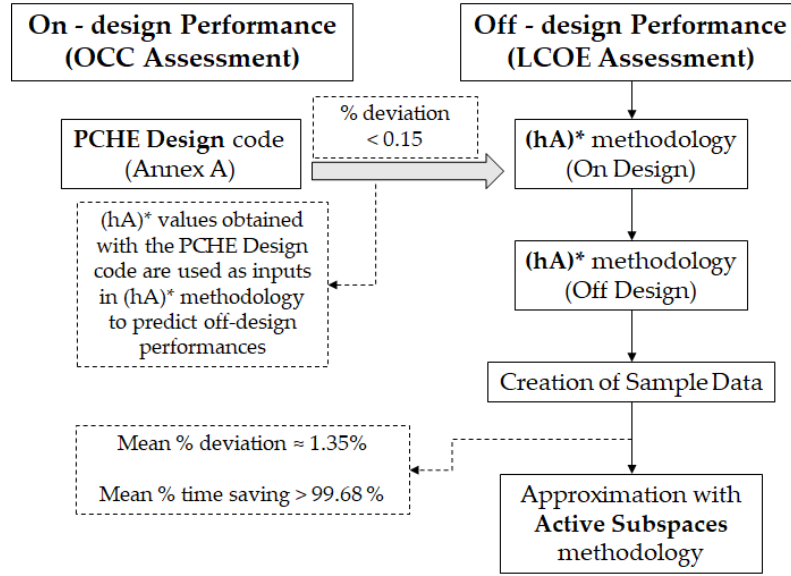 On - design Performance
(OCC Assessment)
Off - design Performance
(LCOE Assessment)
% deviation
< 0.15
PCHE Design code
(Annex A)
(hA)* methodology
(On Design)
(hA)* values obtained
with the PCHE Design
code are used as inputs
in (hA)* methodology
to predict off-design
performances
(hA)* methodology
(Off Design)
Creation of Sample Data
Mean % deviation ≈ 1.35%
Mean % time saving > 99.68 %
Approximation with
Active Subspaces
methodology